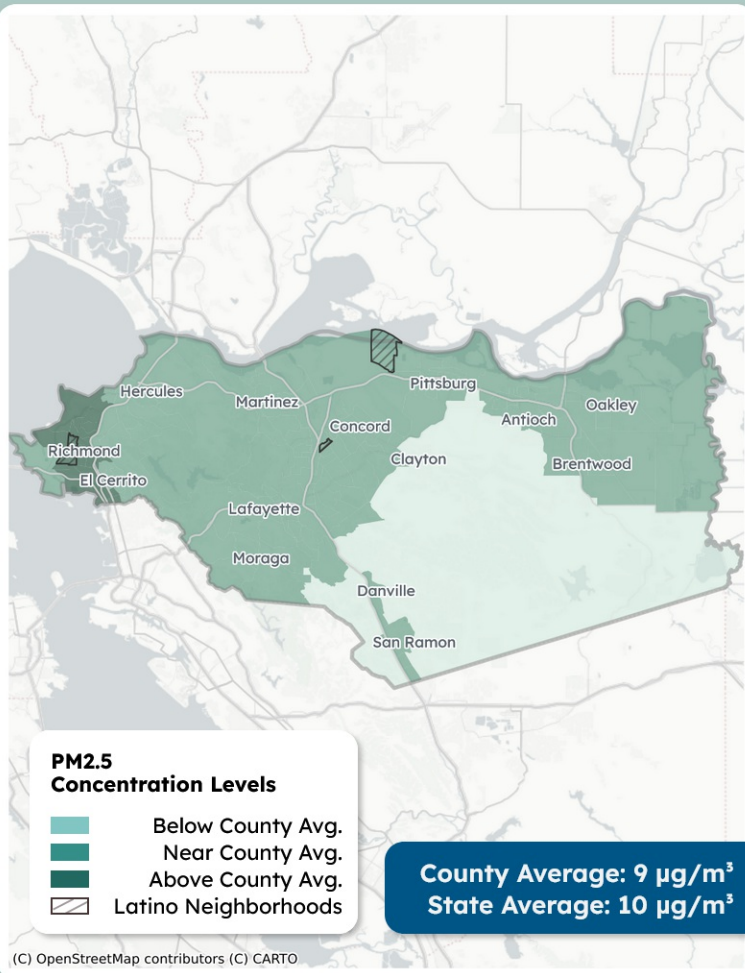 Hercules
Martinez
Pittsburg
Oakley
Antioch
Concord
Richmond
Clayton
Brentwood
El Cerrito
Lafayette
Moraga
Danville
San Ramon
PM2.5
Concentration Levels
Below County Avg.
Near County Avg.
Above County Avg.
Latino Neighborhoods
County Average: 9 µg/m³
State Average: 10 µg/m³
(C) OpenStreetMap contributors (C) CARTO